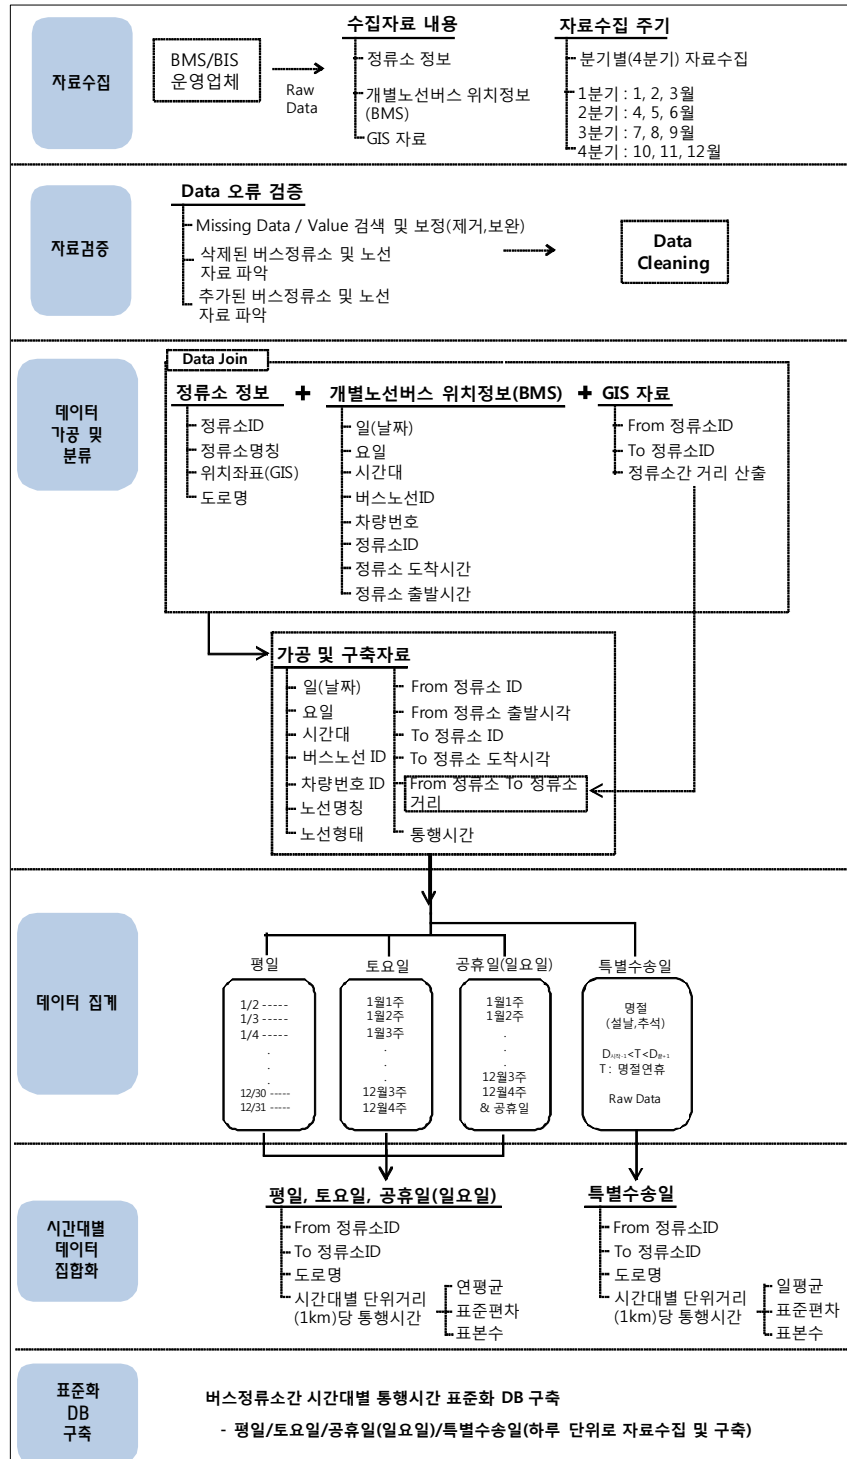 자료수집
BMS/BIS
운영업체
Raw
Data
수집자료 내용
정류소 정보
개별노선버스 위치정보
(BMS)
GIS 자료
자료수집 주기
분기별(4분기) 자료수집
1분기 : 1, 2, 3월
2분기 : 4, 5, 6월
3분기 : 7, 8, 9월
4분기 : 10, 11, 12월
자료검증
Data 오류 검증
Missing Data / Value 검색 및 보정(제거,보완)
삭제된 버스정류소 및 노선
자료 파악
추가된 버스정류소 및 노선
자료 파악
Data
Cleaning
데이터
가공 및
분류
Data Join
정류소 정보
정류소ID
정류소명칭
위치좌표(GIS)
도로명
+
개별노선버스 위치정보(BMS)
일(날짜)
요일
시간대
버스노선ID
차량번호
정류소ID
정류소 도착시간
정류소 출발시간
+
GIS 자료
From 정류소ID
To 정류소ID
정류소간 거리 산출
가공 및 구축자료
일(날짜)
요일
시간대
버스노선 ID
차량번호 ID
노선명칭
노선형태
From 정류소 ID
From 정류소 출발시각
To 정류소 ID
To 정류소 도착시각
From 정류소 To 정류소
거리
통행시간
데이터 집계
평일
1/2 -----
1/3 -----
1/4 -----
.
.
.
12/30 -----
12/31 -----
토요일
1월1주
1월2주
1월3주
.
.
.
12월3주
12월4주
공휴일(일요일)
1월1주
1월2주
.
.
.
12월3주
12월4주
& 공휴일
특별수송일
명절
(설날,추석)
D시작-1<T<D끝+1
T : 명절연휴
Raw Data
시간대별
데이터
집합화
평일, 토요일, 공휴일(일요일)
From 정류소ID
To 정류소ID
도로명
시간대별 단위거리
(1km)당 통행시간
연평균
표준편차
표본수
특별수송일
From 정류소ID
To 정류소ID
도로명
시간대별 단위거리
(1km)당 통행시간
일평균
표준편차
표본수
표준화
DB
구축
버스정류소간 시간대별 통행시간 표준화 DB 구축
- 평일/토요일/공휴일(일요일)/특별수송일(하루 단위로 자료수집 및 구축)